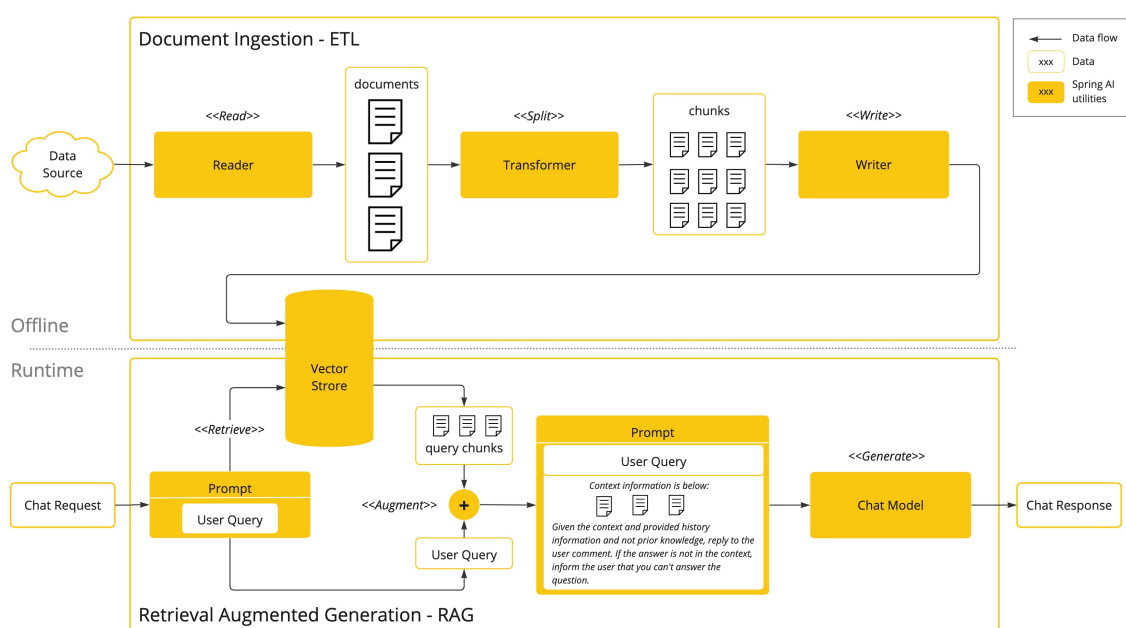 Document Ingestion - ETL
Data flow
xxx
Data
xxx
Spring AI
utilities
documents
chunks
<<Read>>
<<Split>>
<<Write>>
Data
Source
Reader
Transformer
Writer
Offline
Runtime
Vector
Strore
<<Retrieve>>
query chunks
Prompt
User Query
Context information is below:
Given the context and provided history
information and not prior knowledge, reply to the
user comment. If the answer is not in the context,
inform the user that you can't answer the
question.
<<Generate>>
Chat Request
Prompt
User Query
<<Augment>>
+
User Query
Chat Model
Chat Response
Retrieval Augmented Generation - RAG